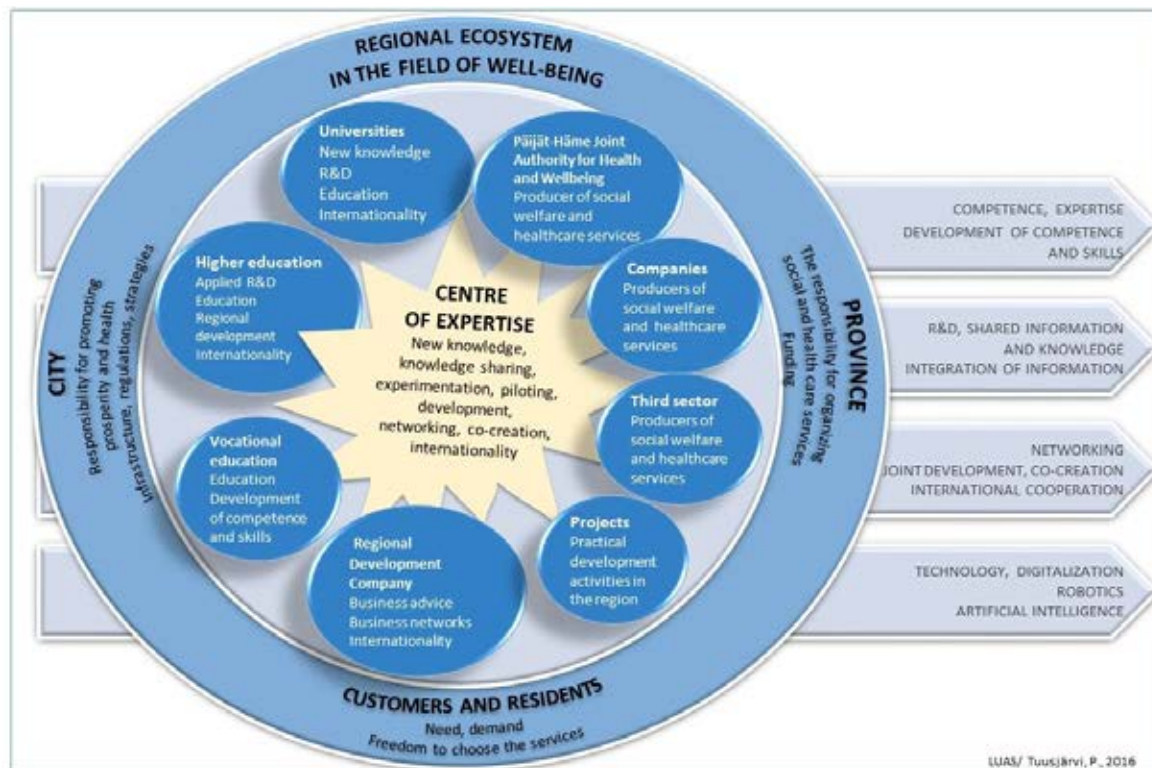 REGIONAL ECOSYSTEM
IN THE FIELD OF WELL-BEING
Universities
New knowledge
R&D
Education
Internationality
Päijät-Häme Joint
Authority for Health
and Wellbeing
Producer of social
welfare and
healthcare services
Higher education
Applied R&D
Education
Regional
development
Internationality
CENTRE
OF EXPERTISE
New knowledge,
knowledge sharing,
experimentation, piloting,
development,
networking, co-creation,
internationality
Companies
Producers of
social welfare
and healthcare
services
Third sector
Producers of
social welfare
and healthcare
services
Vocational
education
Education
Development
of competence
and skills
Regional
Development
Company
Business advice
Business networks
Internationality
Projects
Practical
development
activities in
the region
CITY
Responsibility for promoting
prosperity and health
Infrastructure, regulations, strategies
PROVINCE
The responsibility for organizing
social and health care services
Funding
CUSTOMERS AND RESIDENTS
Need, demand
Freedom to choose the services
COMPETENCE, EXPERTISE
DEVELOPMENT OF COMPETENCE
AND SKILLS
R&D, SHARED INFORMATION
AND KNOWLEDGE
INTEGRATION OF INFORMATION
NETWORKING
JOINT DEVELOPMENT, CO-CREATION
INTERNATIONAL COOPERATION
TECHNOLOGY, DIGITALIZATION
ROBOTICS
ARTIFICIAL INTELLIGENCE
LUAS/ Tuusjärvi, P., 2016